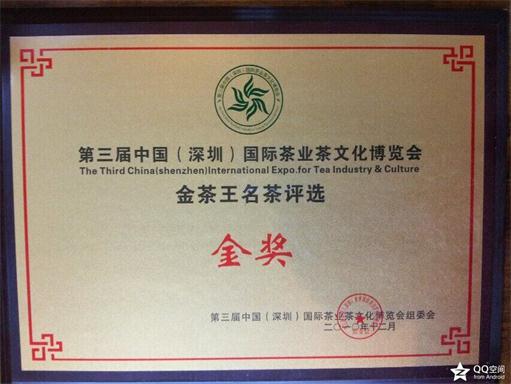 第三届中国（深圳）国际茶业茶文化博览会
The Third China(shenzhen)International Expo.for Tea Industry & Culture
金茶王名茶评选
金奖
第三届中国（深圳）国际茶业茶文化博览会组委会
二〇一〇年十二月
QQ空间
from Android